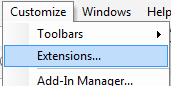 Customize Windows Help
Toolbars
Extensions...
Add-In Manager...